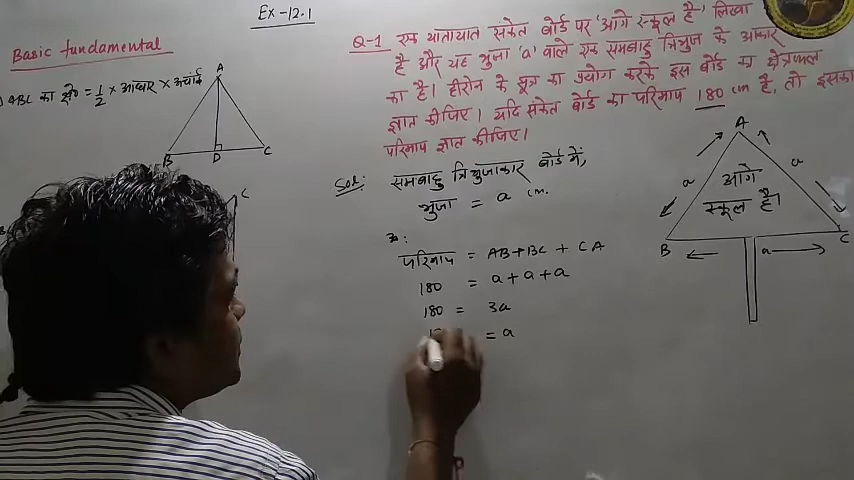 Ex-12.1
Basic fundamental
ABC का क्षे० = 1/2 × आधार × ऊंचाई
A
B D C
C
Q-1 एक यातायात संकेत बोर्ड पर 'आगे स्कूल है' लिखा
है और यह भुजा 'a' वाले एक समबाहु त्रिभुज के आकार
का है। हीरोन के सूत्र का प्रयोग करके इस बोर्ड का क्षेत्रफल
ज्ञात कीजिए। यदि संकेत बोर्ड का परिमाप 180 cm है, तो इसका
परिमाप ज्ञात कीजिए।
Sol: समबाहु त्रिभुजाकार बोर्ड में,
भुजा = a cm.
परिमाप = AB+BC + CA
180 = a + a + a
180 = 3a
= a
A
a a
आगे
स्कूल है।
B a C